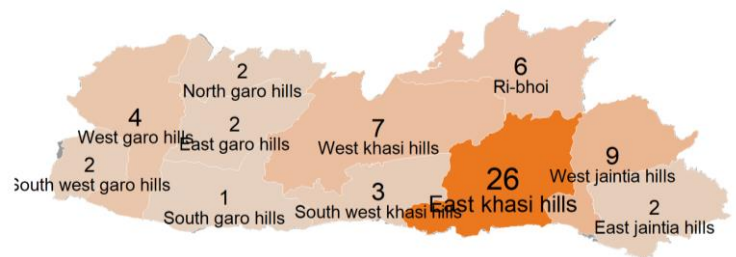 2
North garo hills
6
Ri-bhoi
4
West garo hills
2
East garo hills
7
West khasi hills
9
West jaintia hills
2
South west garo hills
1
South garo hills
3
South west khasi hills
26
East khasi hills
2
East jaintia hills